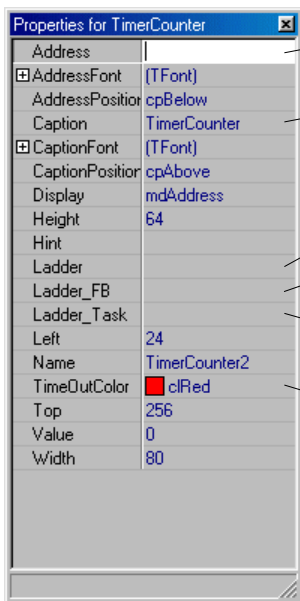 Properties for TimerCounter
Address
AddressFont (TFont)
AddressPosition cpBelow
Caption TimerCounter
CaptionFont (TFont)
CaptionPosition cpAbove
Display mdAddress
Height 64
Hint
Ladder
Ladder_FB
Ladder_Task
Left 24
Name TimerCounter2
TimeOutColor clRed
Top 256
Value 0
Width 80